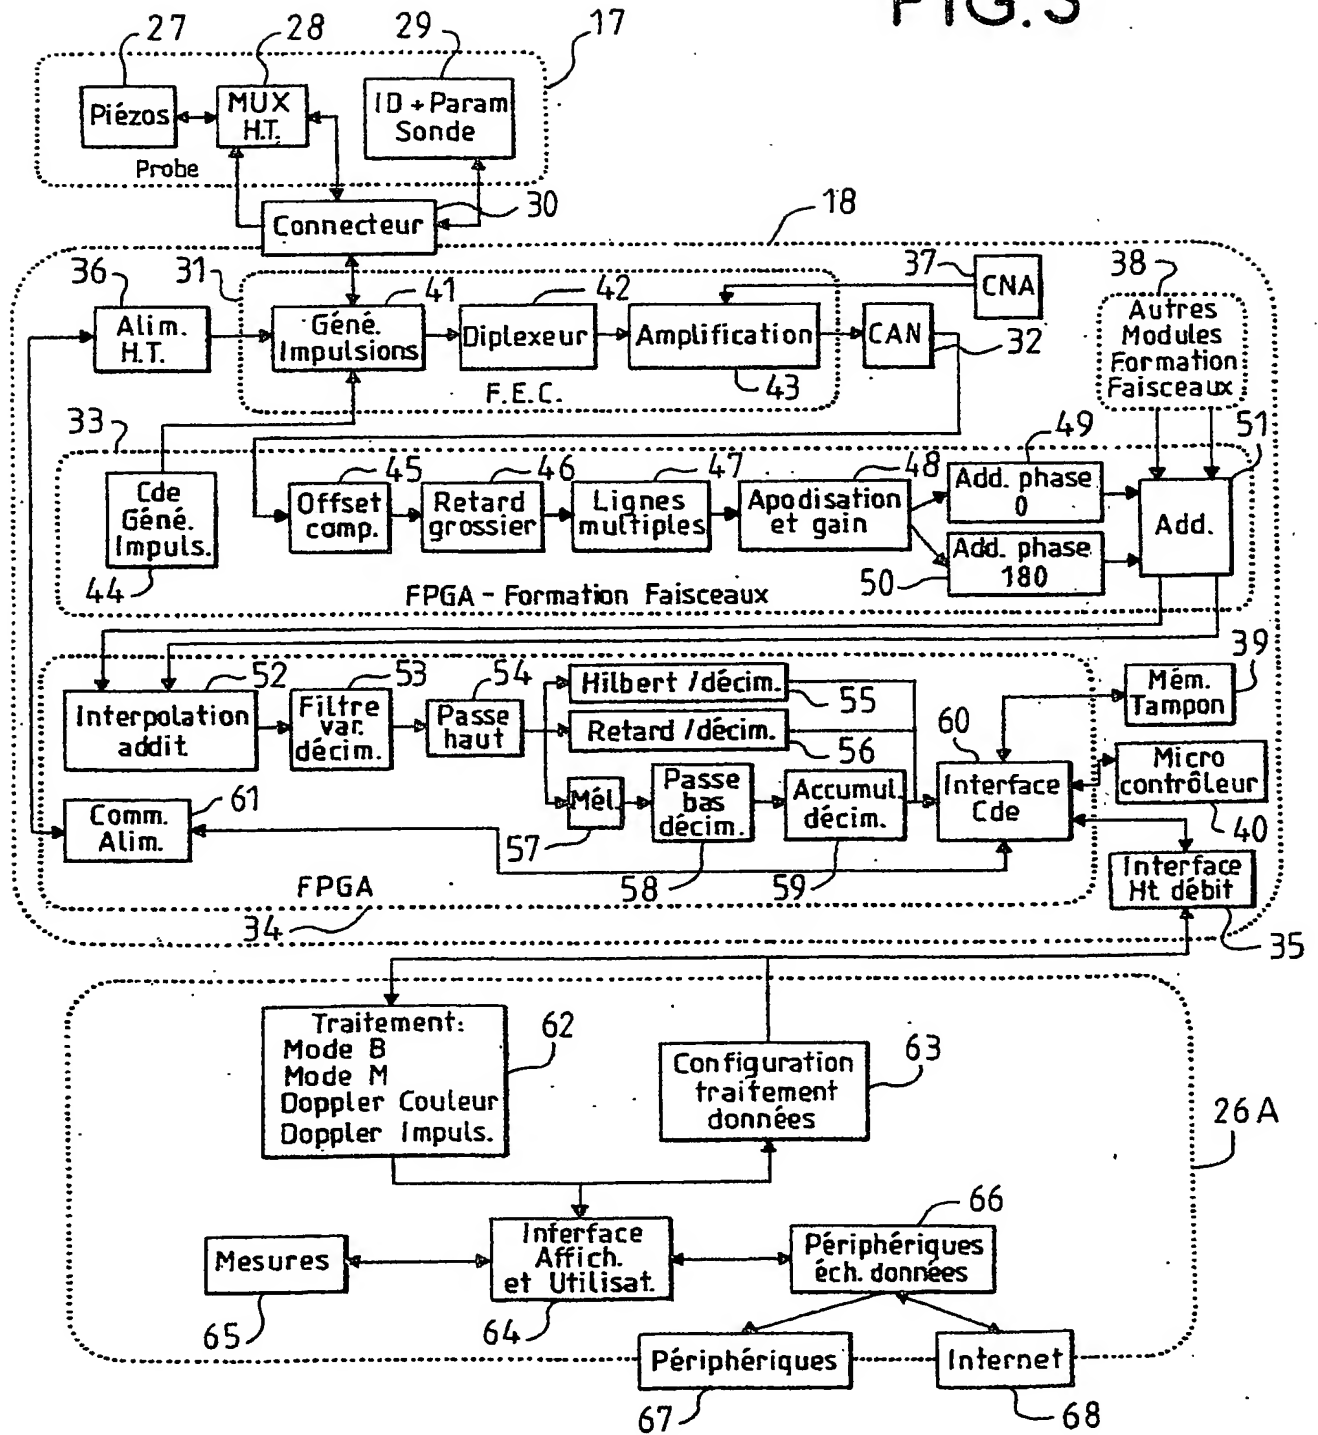 FIG.3
27
28
29
17
Piézos
MUX
H.T.
ID + Param
Sonde
Probe
30
Connecteur
18
36
31
41
42
37
38
Alim.
H.T.
Géné.
Impulsions
Diplexeur
Amplification
CAN
CNA
32
Autres
Modules
Formation
Faisceaux
F.E.C.
43
33
45
46
47
48
49
51
Cde
Géné.
Impuls.
Offset
comp.
Retard
grossier
Lignes
multiples
Apodisation
et gain
Add. phase
0
Add. phase
180
Add.
44
50
FPGA - Formation Faisceaux
52
53
54
39
Interpolation
addit.
Filtre
var.
décim.
Passe
haut
Hilbert /décim.
55
Retard /décim.
56
60
Mém.
Tampon
61
Comm.
Alim.
Mél.
57
Passe
bas
décim.
Accumul.
décim.
Interface
Cde
Micro
contrôleur
40
58
59
Interface
Ht. débit
FPGA
34
35
Traitement:
Mode B
Mode M
Doppler Couleur
Doppler Impuls.
62
Configuration
traitement
données
63
26A
66
Mesures
Interface
Affich.
et Utilisat.
Périphériques
éch. données
65
64
Périphériques
Internet
67
68